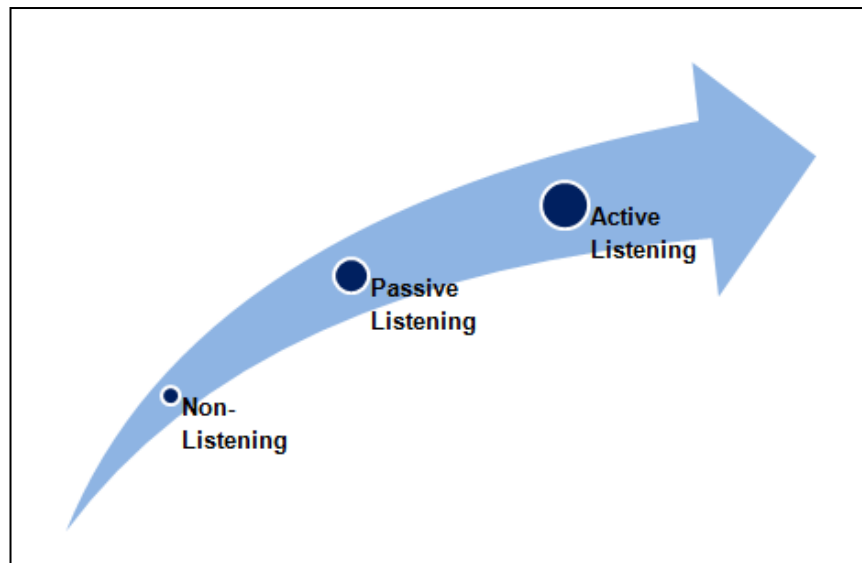 Active
Listening
Passive
Listening
Non-
Listening